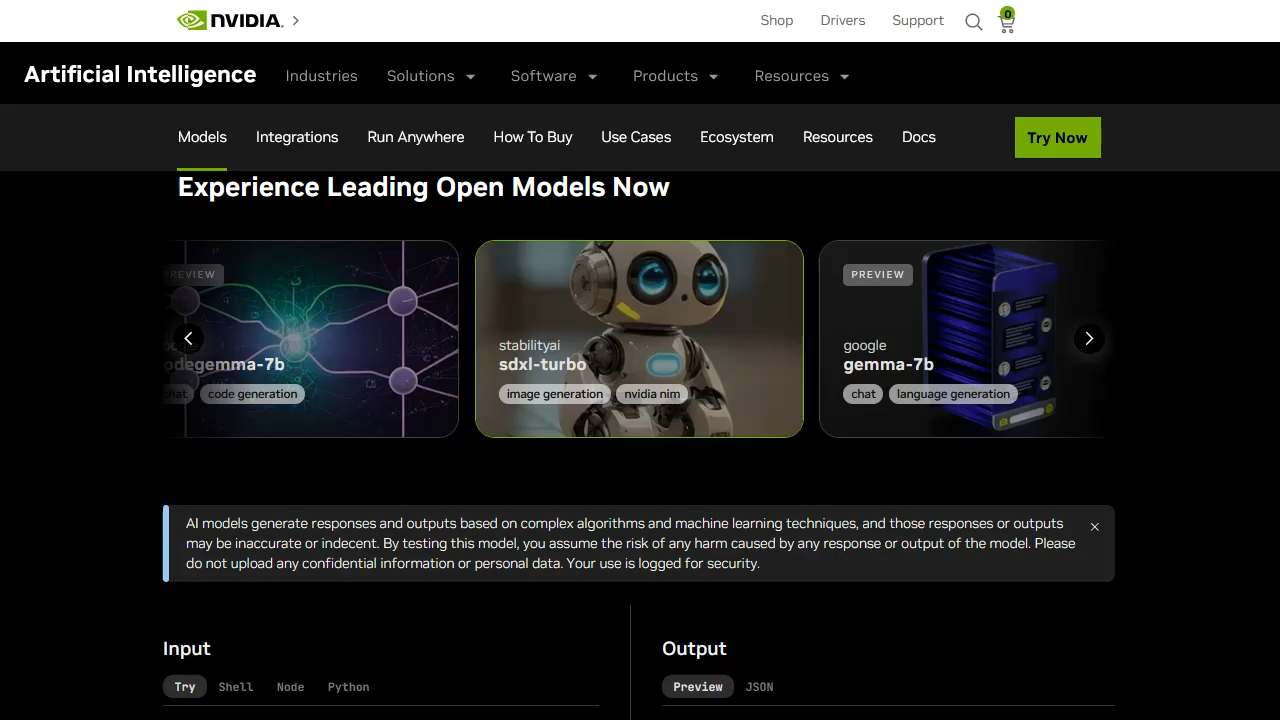 NVIDIA.
Shop
Drivers
Support
0
Artificial Intelligence
Industries
Solutions
Software
Products
Resources
Models
Integrations
Run Anywhere
How To Buy
Use Cases
Ecosystem
Resources
Docs
Try Now
Experience Leading Open Models Now
PREVIEW
odegemma-7b
chat
code generation
stabilityai
sdxl-turbo
image generation
nvidia nim
PREVIEW
google
gemma-7b
chat
language generation
AI models generate responses and outputs based on complex algorithms and machine learning techniques, and those responses or outputs
may be inaccurate or indecent. By testing this model, you assume the risk of any harm caused by any response or output of the model. Please
do not upload any confidential information or personal data. Your use is logged for security.
Input
Try
Shell
Node
Python
Output
Preview
JSON